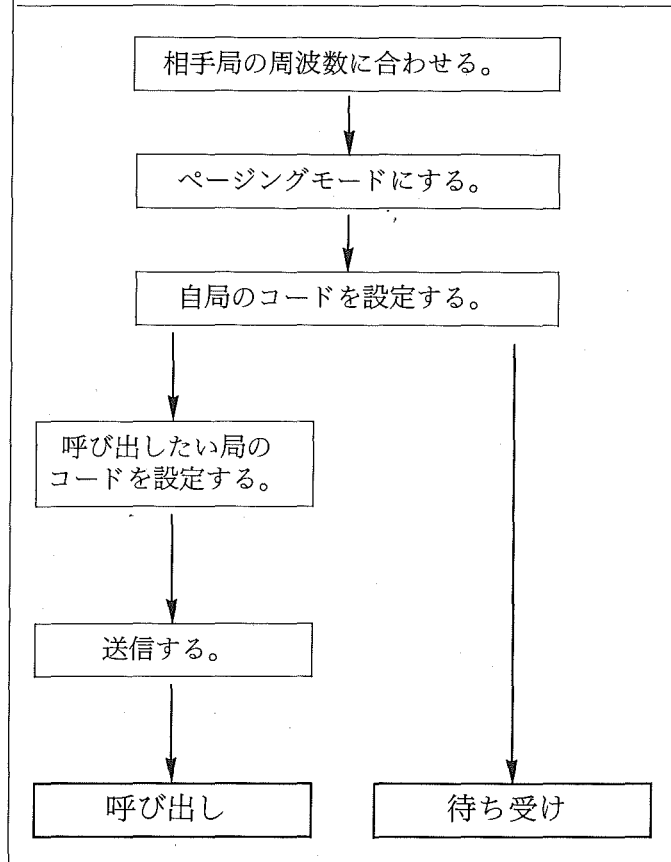 相手局の周波数に合わせる。
ページングモードにする。
自局のコードを設定する。
呼び出したい局の
コードを設定する。
送信する。
呼び出し
待ち受け